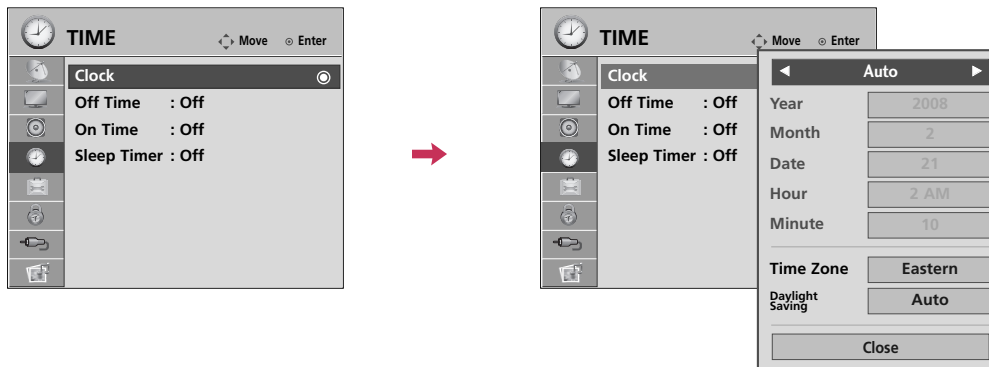 TIME Move Enter
Clock
Off Time : Off
On Time : Off
Sleep Timer : Off
TIME Move Enter
Clock
Off Time : Off
On Time : Off
Sleep Timer : Off
Auto
Year 2008
Month 2
Date 21
Hour 2 AM
Minute 10
Time Zone Eastern
Daylight
Saving Auto
Close